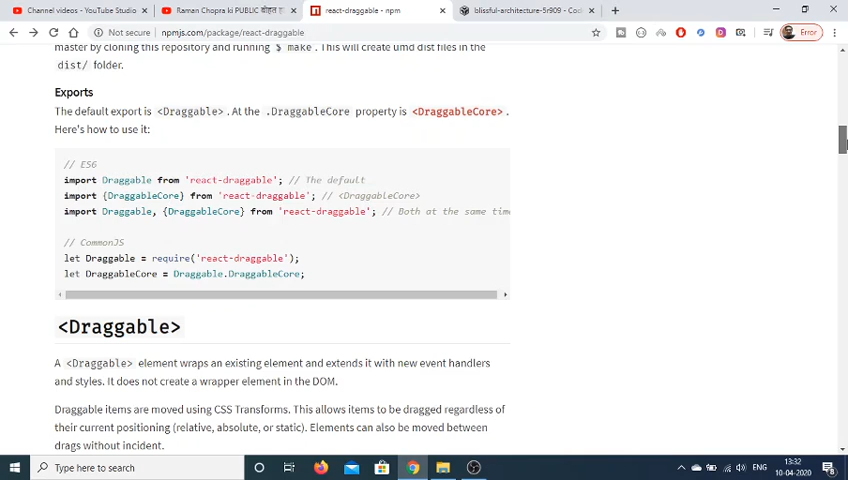 Channel videos - YouTube Studio
Raman Chopra ki PUBLIC
react-draggable - npm
blissful-architecture-5r909 - Cod
Not secure | npmjs.com/package/react-draggable
Error
master by cloning this repository and running $ make . This will create umd dist files in the
dist/ folder.
Exports
The default export is <Draggable>. At the .DraggableCore property is <DraggableCore>.
Here's how to use it:
// ES6
import Draggable from 'react-draggable'; // The default
import {DraggableCore} from 'react-draggable'; // <DraggableCore>
import Draggable, {DraggableCore} from 'react-draggable'; // Both at the same tim
// CommonJS
let Draggable = require('react-draggable');
let DraggableCore = Draggable.DraggableCore;
<Draggable>
A <Draggable> element wraps an existing element and extends it with new event handlers
and styles. It does not create a wrapper element in the DOM.
Draggable items are moved using CSS Transforms. This allows items to be dragged regardless of
their current positioning (relative, absolute, or static). Elements can also be moved between
drags without incident.
Type here to search
ENG
13:32
10-04-2020